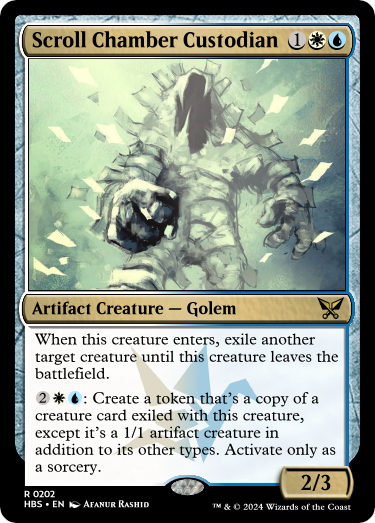 Scroll Chamber Custodian 1
Artifact Creature — Golem
When this creature enters, exile another
target creature until this creature leaves the
battlefield.
2 : Create a token that's a copy of a
creature card exiled with this creature,
except it's a 1/1 artifact creature in
addition to its other types. Activate only as
a sorcery.
2/3
R 0202
HBS • EN Afanur Rashid
™ & © 2024 Wizards of the Coast